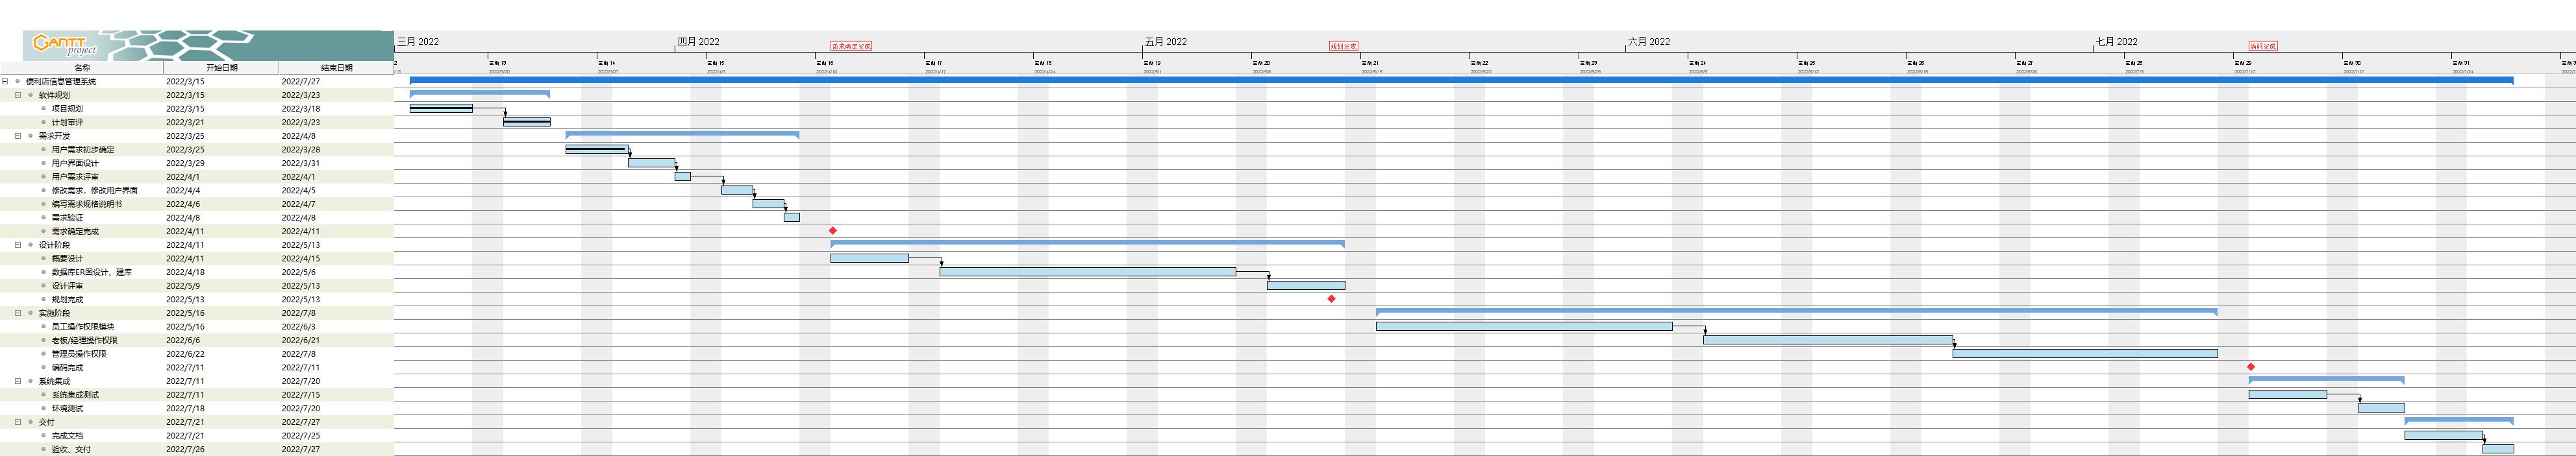 GANTT project
三月 2022
四月 2022
五月 2022
六月 2022
七月 2022
需求确定完成
规划完成
编码完成
名称 开始日期 结束日期
星期 13
星期 14
星期 15
星期 16
星期 17
星期 18
星期 19
星期 20
星期 21
星期 22
星期 23
星期 24
星期 25
星期 26
星期 27
星期 28
星期 29
星期 30
星期 31
便利店信息管理系统 2022/3/15 2022/7/27
软件规划 2022/3/15 2022/3/23
项目规划 2022/3/15 2022/3/18
计划审评 2022/3/21 2022/3/23
需求开发 2022/3/25 2022/4/8
用户需求初步确定 2022/3/25 2022/3/28
用户界面设计 2022/3/29 2022/3/31
用户需求评审 2022/4/1 2022/4/1
修改需求，修改用户界面 2022/4/4 2022/4/5
编写需求规格说明书 2022/4/6 2022/4/7
需求验证 2022/4/8 2022/4/8
需求确定完成 2022/4/11 2022/4/11
设计阶段 2022/4/11 2022/5/13
概要设计 2022/4/11 2022/4/15
数据库ER图设计、建库 2022/4/18 2022/5/6
设计评审 2022/5/9 2022/5/13
规划完成 2022/5/13 2022/5/13
实施阶段 2022/5/16 2022/7/8
员工操作权限模块 2022/5/16 2022/6/3
老板/经理操作权限 2022/6/6 2022/6/21
管理员操作权限 2022/6/22 2022/7/8
编码完成 2022/7/11 2022/7/11
系统集成 2022/7/11 2022/7/20
系统集成测试 2022/7/11 2022/7/15
环境测试 2022/7/18 2022/7/20
交付 2022/7/21 2022/7/27
完成文档 2022/7/21 2022/7/25
验收、交付 2022/7/26 2022/7/27